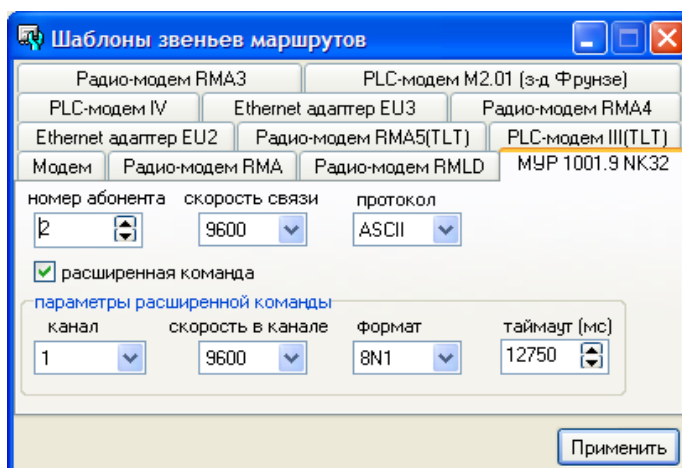 Шаблоны звеньев маршрутов
Радио-модем RMA3 PLC-модем M2.01 (з-д Фрунзе)
PLC-модем IV Ethernet адаптер EU3 Радио-модем RMA4
Ethernet адаптер EU2 Радио-модем RMA5(TLT) PLC-модем III(TLT)
Модем Радио-модем RMA Радио-модем RMLD МУР 1001.9 NK32
номер абонента скорость связи протокол
2 9600 ASCII
расширенная команда
параметры расширенной команды
канал скорость в канале формат таймаут (мс)
1 9600 8N1 12750
Применить